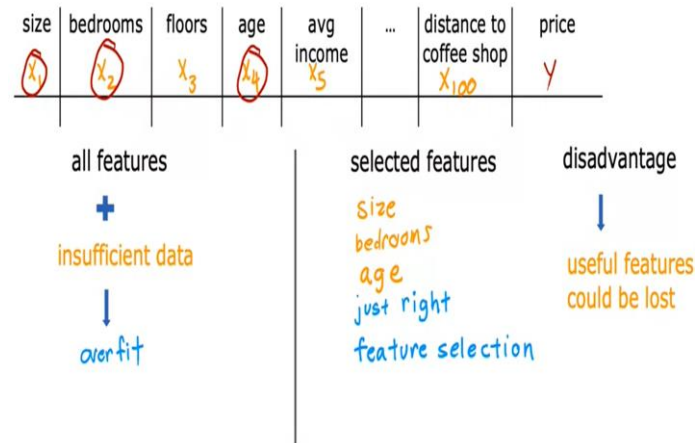 size bedrooms floors age avg income ... distance to coffee shop price
x₁ x₂ x₃ x₄ x₅ x₁₀₀ y
all features
+
insufficient data
↓
overfit
selected features
size
bedrooms
age
just right
feature selection
disadvantage
↓
useful features
could be lost